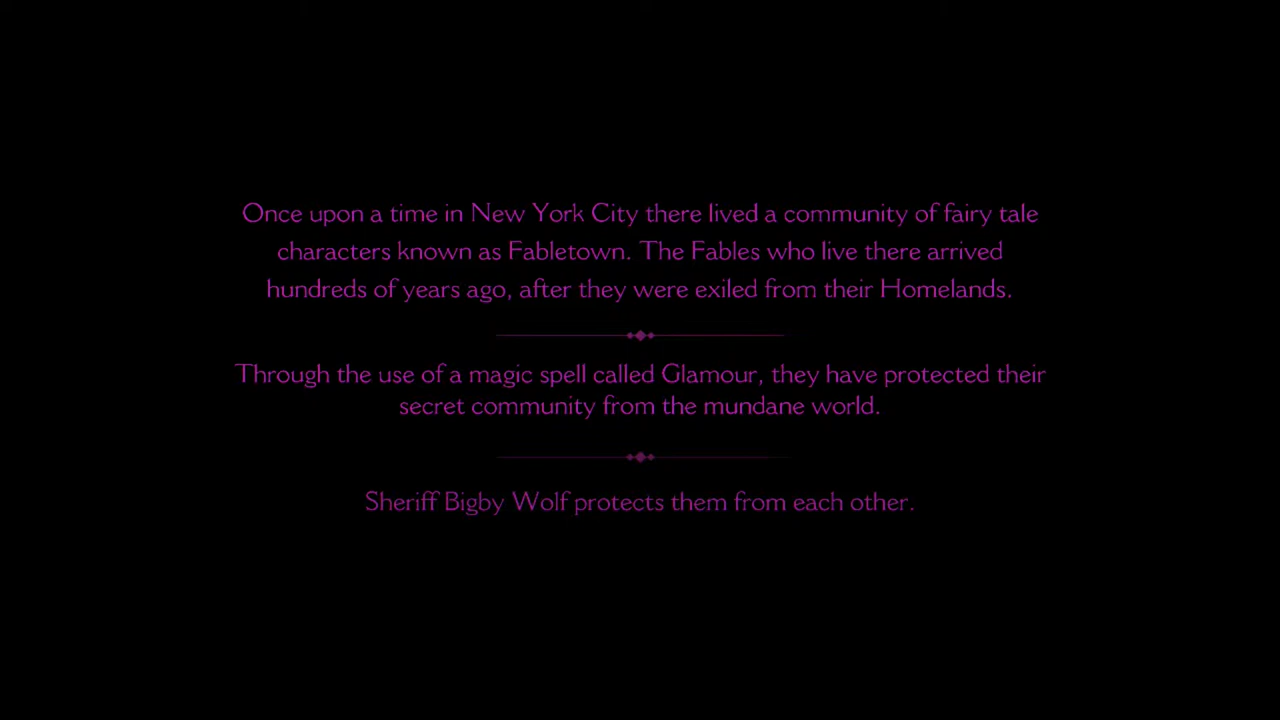 Once upon a time in New York City there lived a community of fairy tale
characters known as Fabletown. The Fables who live there arrived
hundreds of years ago, after they were exiled from their Homelands.
Through the use of a magic spell called Glamour, they have protected their
secret community from the mundane world.
Sheriff Bigby Wolf protects them from each other.